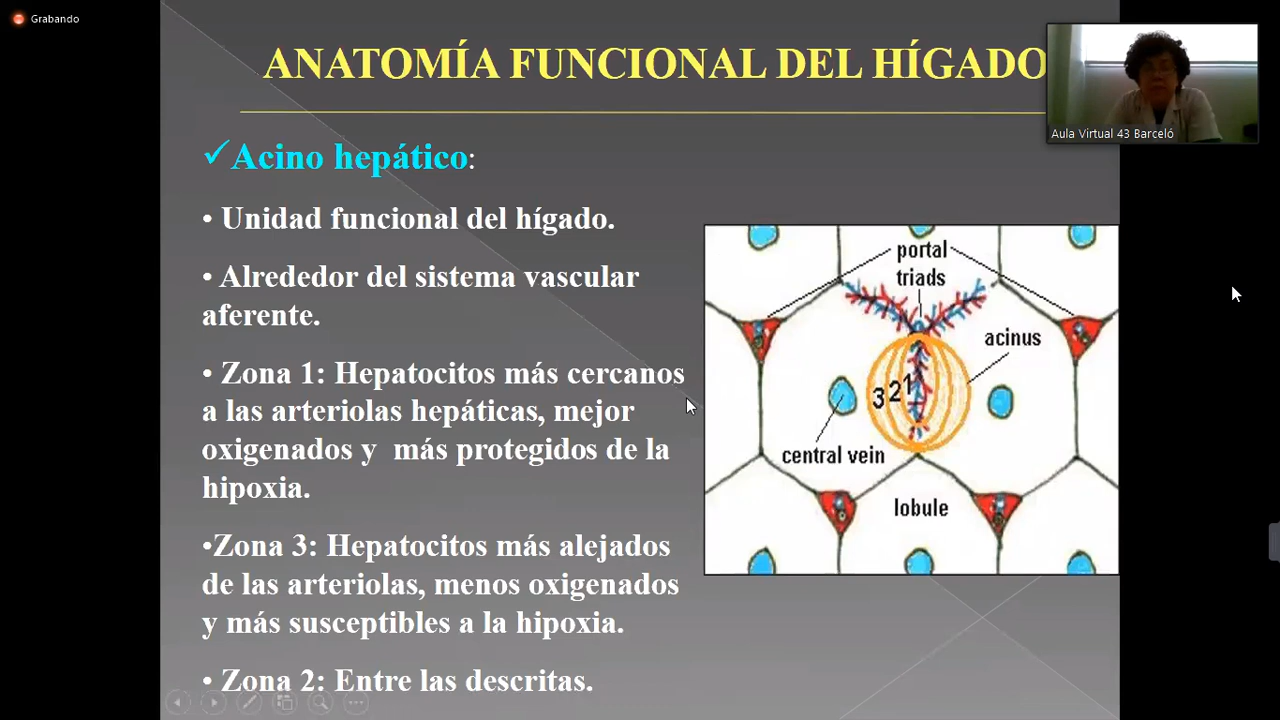 Grabando
ANATOMÍA FUNCIONAL DEL HÍGADO
Aula Virtual 43 Barceló
✓Acino hepático:
• Unidad funcional del hígado.
• Alrededor del sistema vascular
aferente.
• Zona 1: Hepatocitos más cercanos
a las arteriolas hepáticas, mejor
oxigenados y más protegidos de la
hipoxia.
•Zona 3: Hepatocitos más alejados
de las arteriolas, menos oxigenados
y más susceptibles a la hipoxia.
• Zona 2: Entre las descritas.
portal
triads
acinus
3 2 1
central vein
lobule